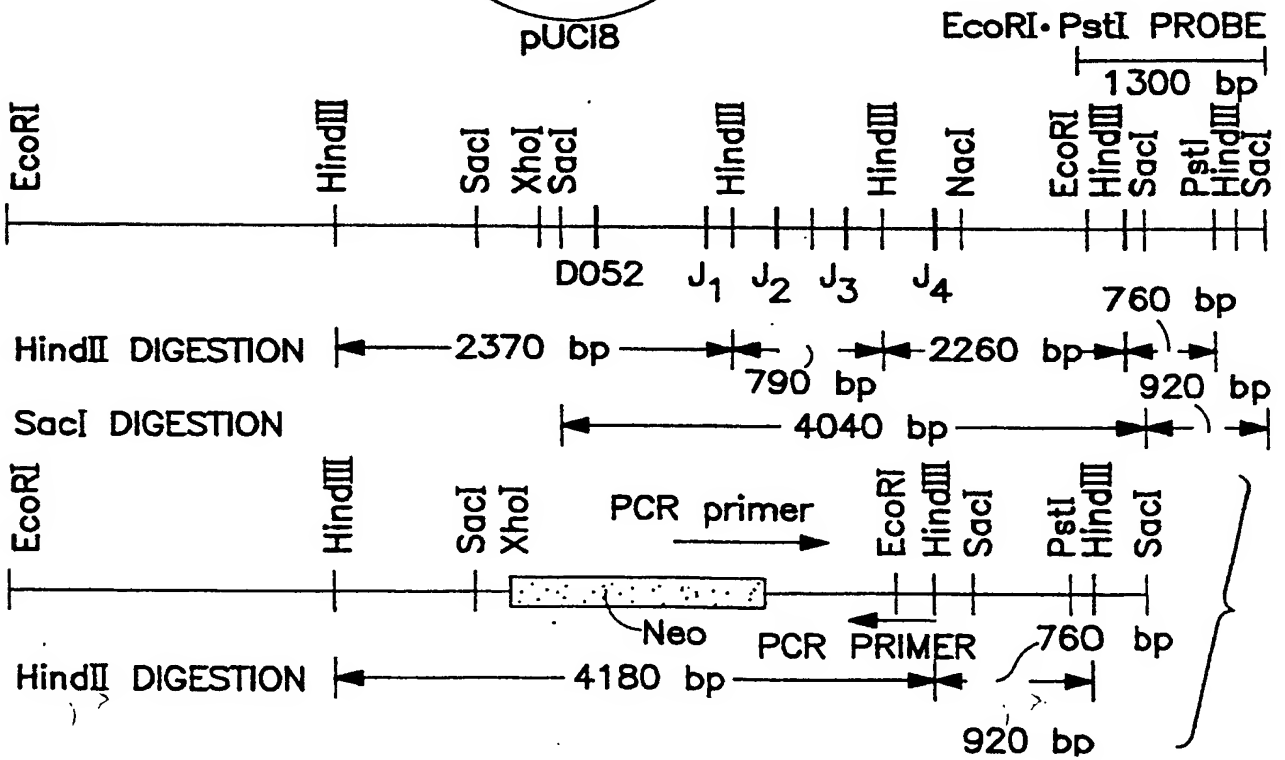 pUC18
EcoRI•PstI PROBE
1300 bp
EcoRI HindIII SacI XhoI SacI HindIII HindIII NacI EcoRI HindIII SacI PstI HindIII SacI
D052 J1 J2 J3 J4
760 bp
HindII DIGESTION 2370 bp 790 bp 2260 bp
920 bp
SacI DIGESTION 4040 bp
EcoRI HindIII SacI XhoI PCR primer EcoRI HindIII SacI PstI HindIII SacI
Neo PCR PRIMER 760 bp
HindII DIGESTION 4180 bp
920 bp